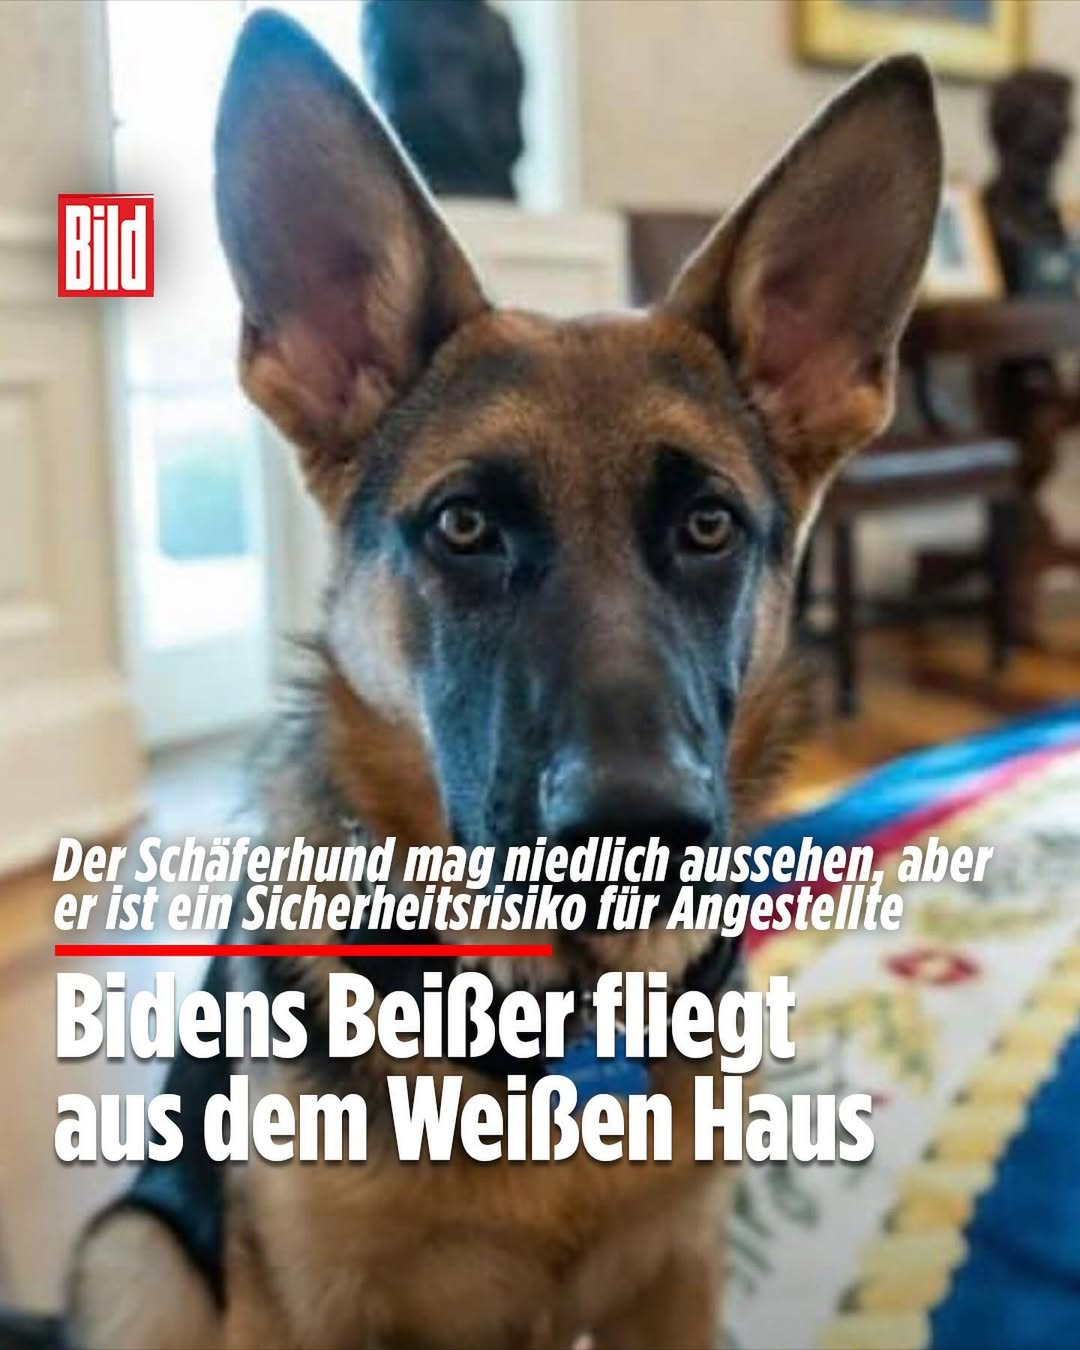 Bild
Der Schäferhund mag niedlich aussehen, aber
er ist ein Sicherheitsrisiko für Angestellte
Bidens Beißer fliegt
aus dem Weißen Haus